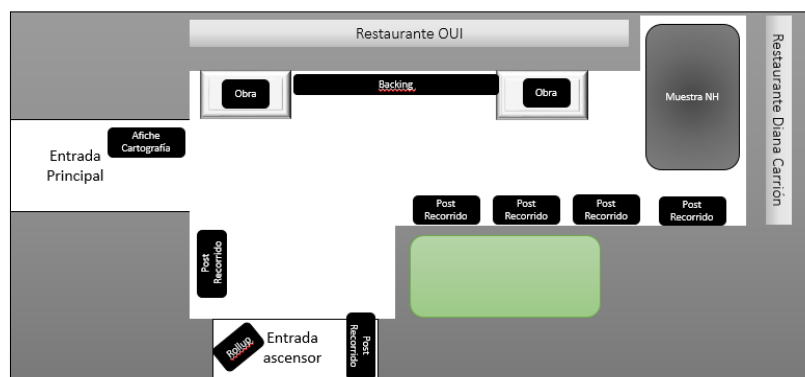 Restaurante OUI
Obra
Backing
Obra
Muestra NH
Restaurante Diana Carrión
Afiche
Cartografía
Entrada
Principal
Post
Recorrido
Post
Recorrido
Post
Recorrido
Post
Recorrido
Post
Recorrido
Rollup
Entrada
ascensor
Post
Recorrido